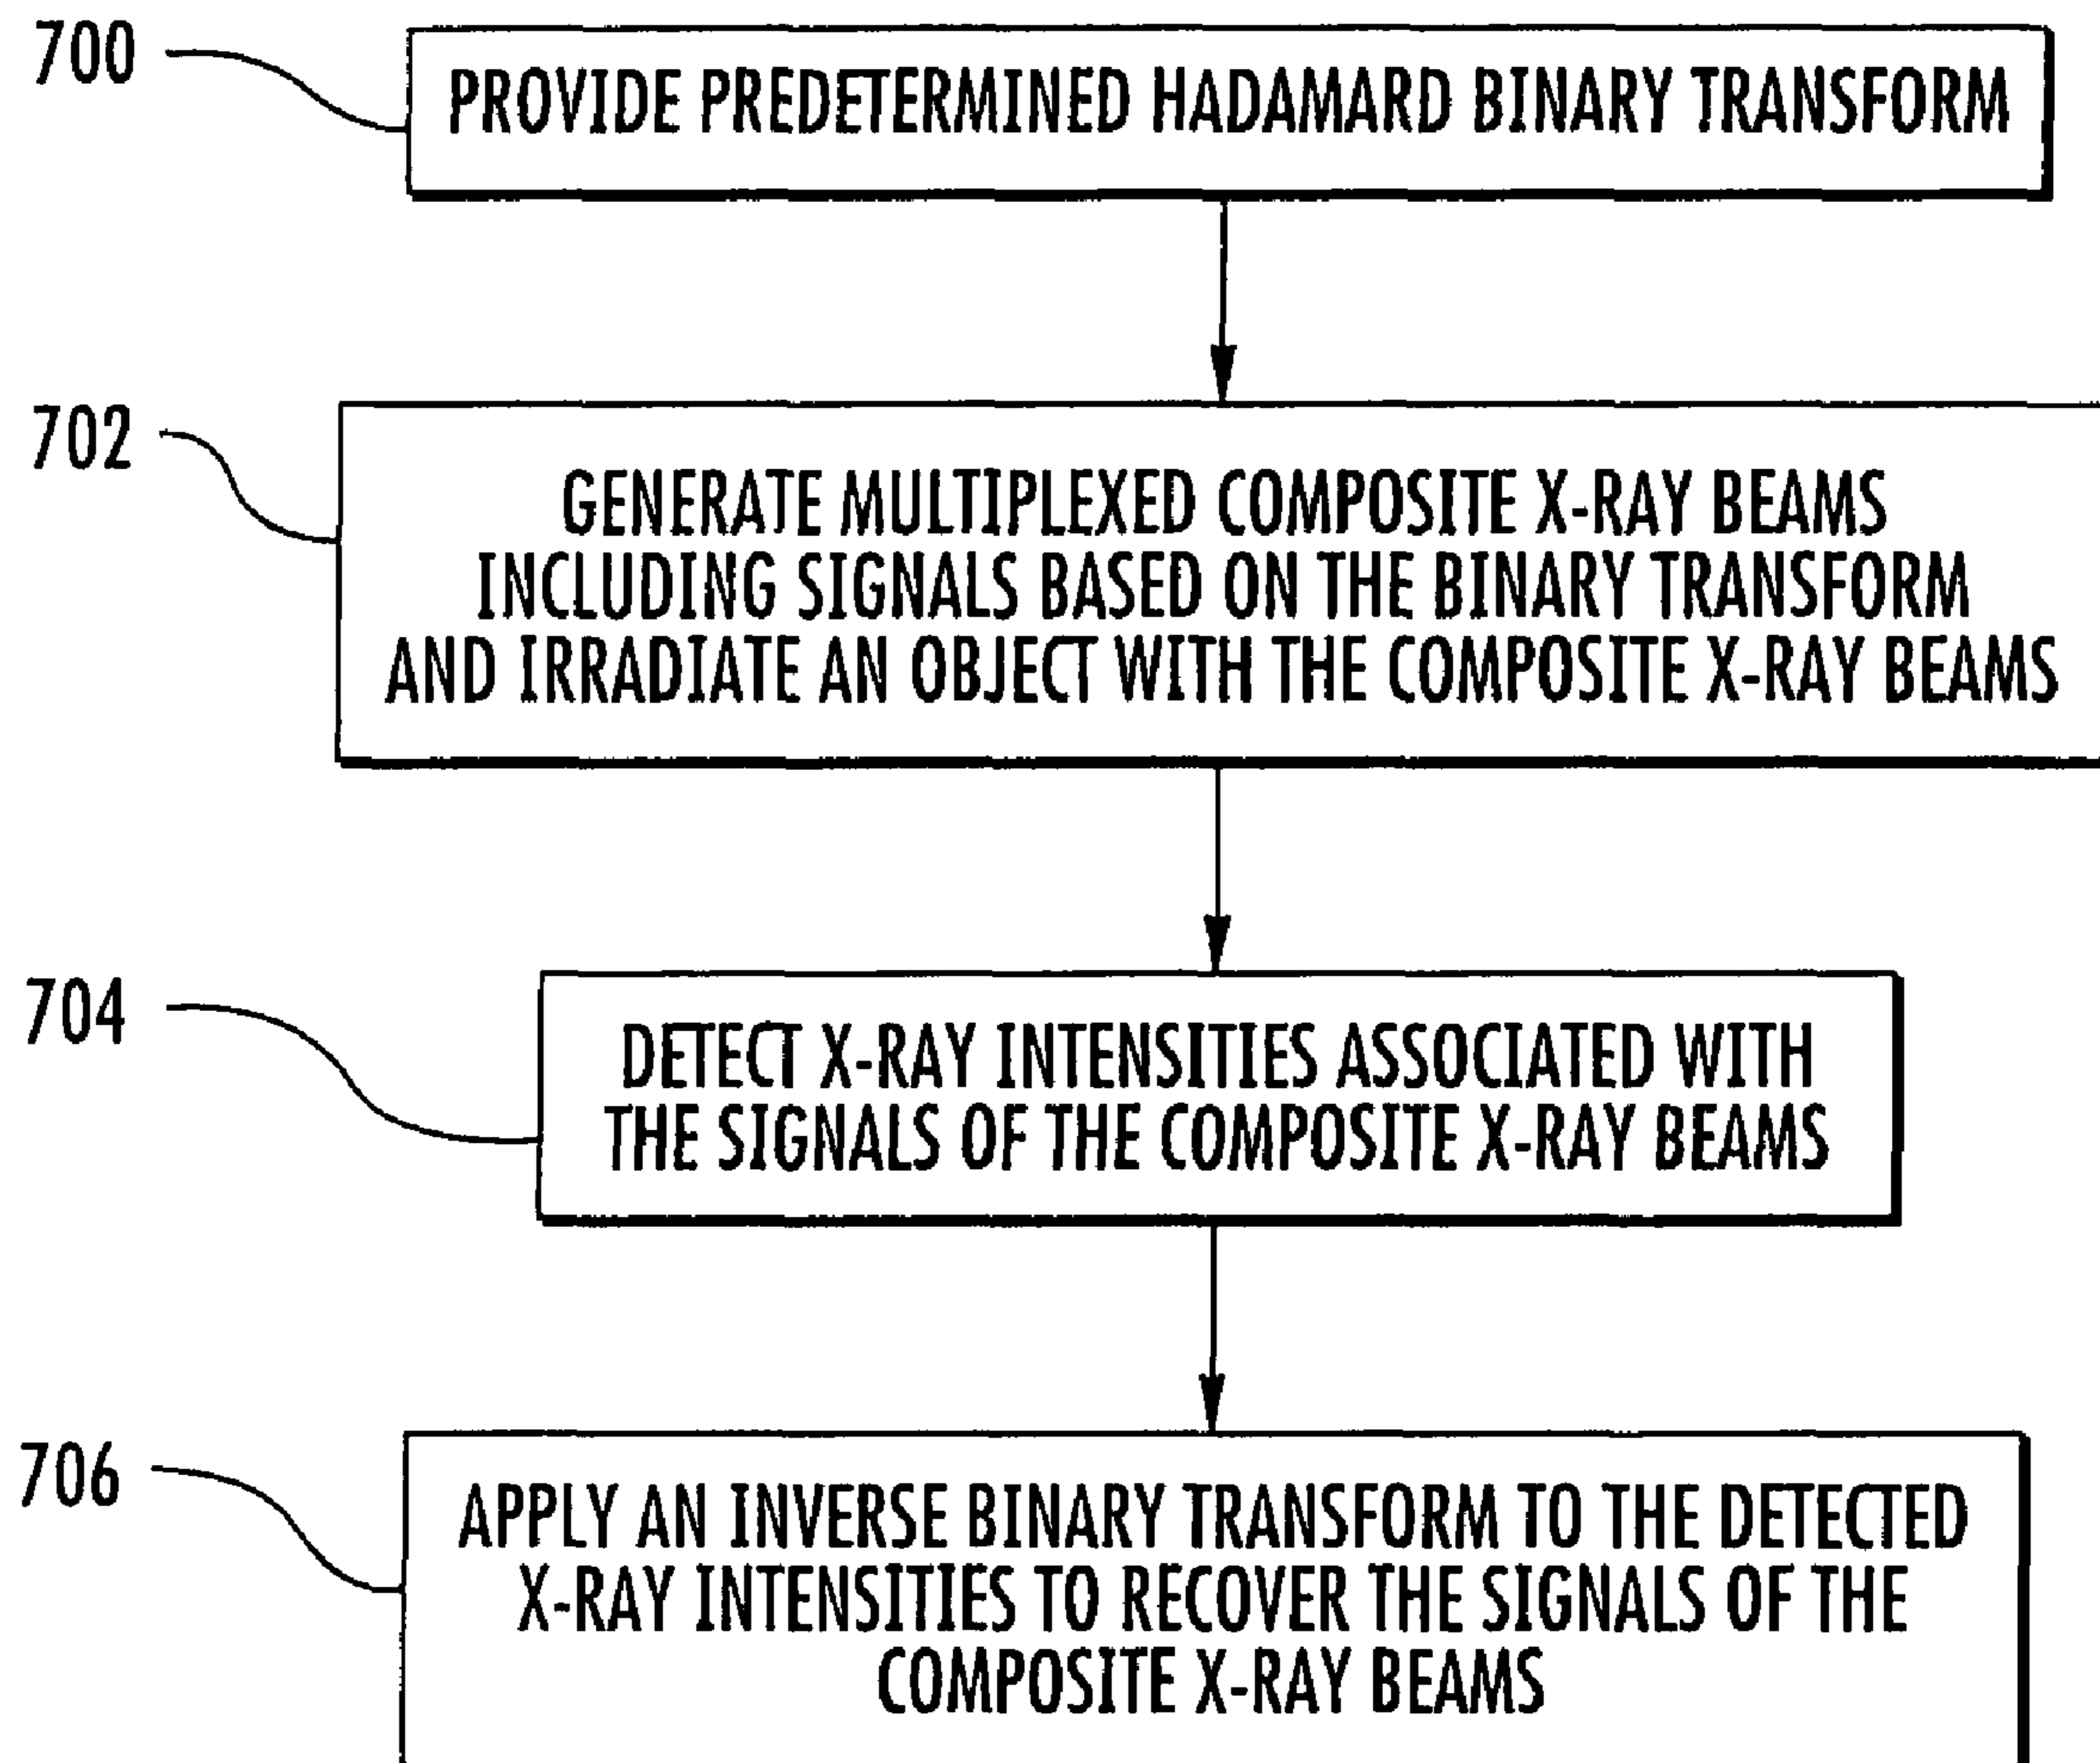 700
PROVIDE PREDETERMINED HADAMARD BINARY TRANSFORM
702
GENERATE MULTIPLEXED COMPOSITE X-RAY BEAMS
INCLUDING SIGNALS BASED ON THE BINARY TRANSFORM
AND IRRADIATE AN OBJECT WITH THE COMPOSITE X-RAY BEAMS
704
DETECT X-RAY INTENSITIES ASSOCIATED WITH
THE SIGNALS OF THE COMPOSITE X-RAY BEAMS
706
APPLY AN INVERSE BINARY TRANSFORM TO THE DETECTED
X-RAY INTENSITIES TO RECOVER THE SIGNALS OF THE
COMPOSITE X-RAY BEAMS